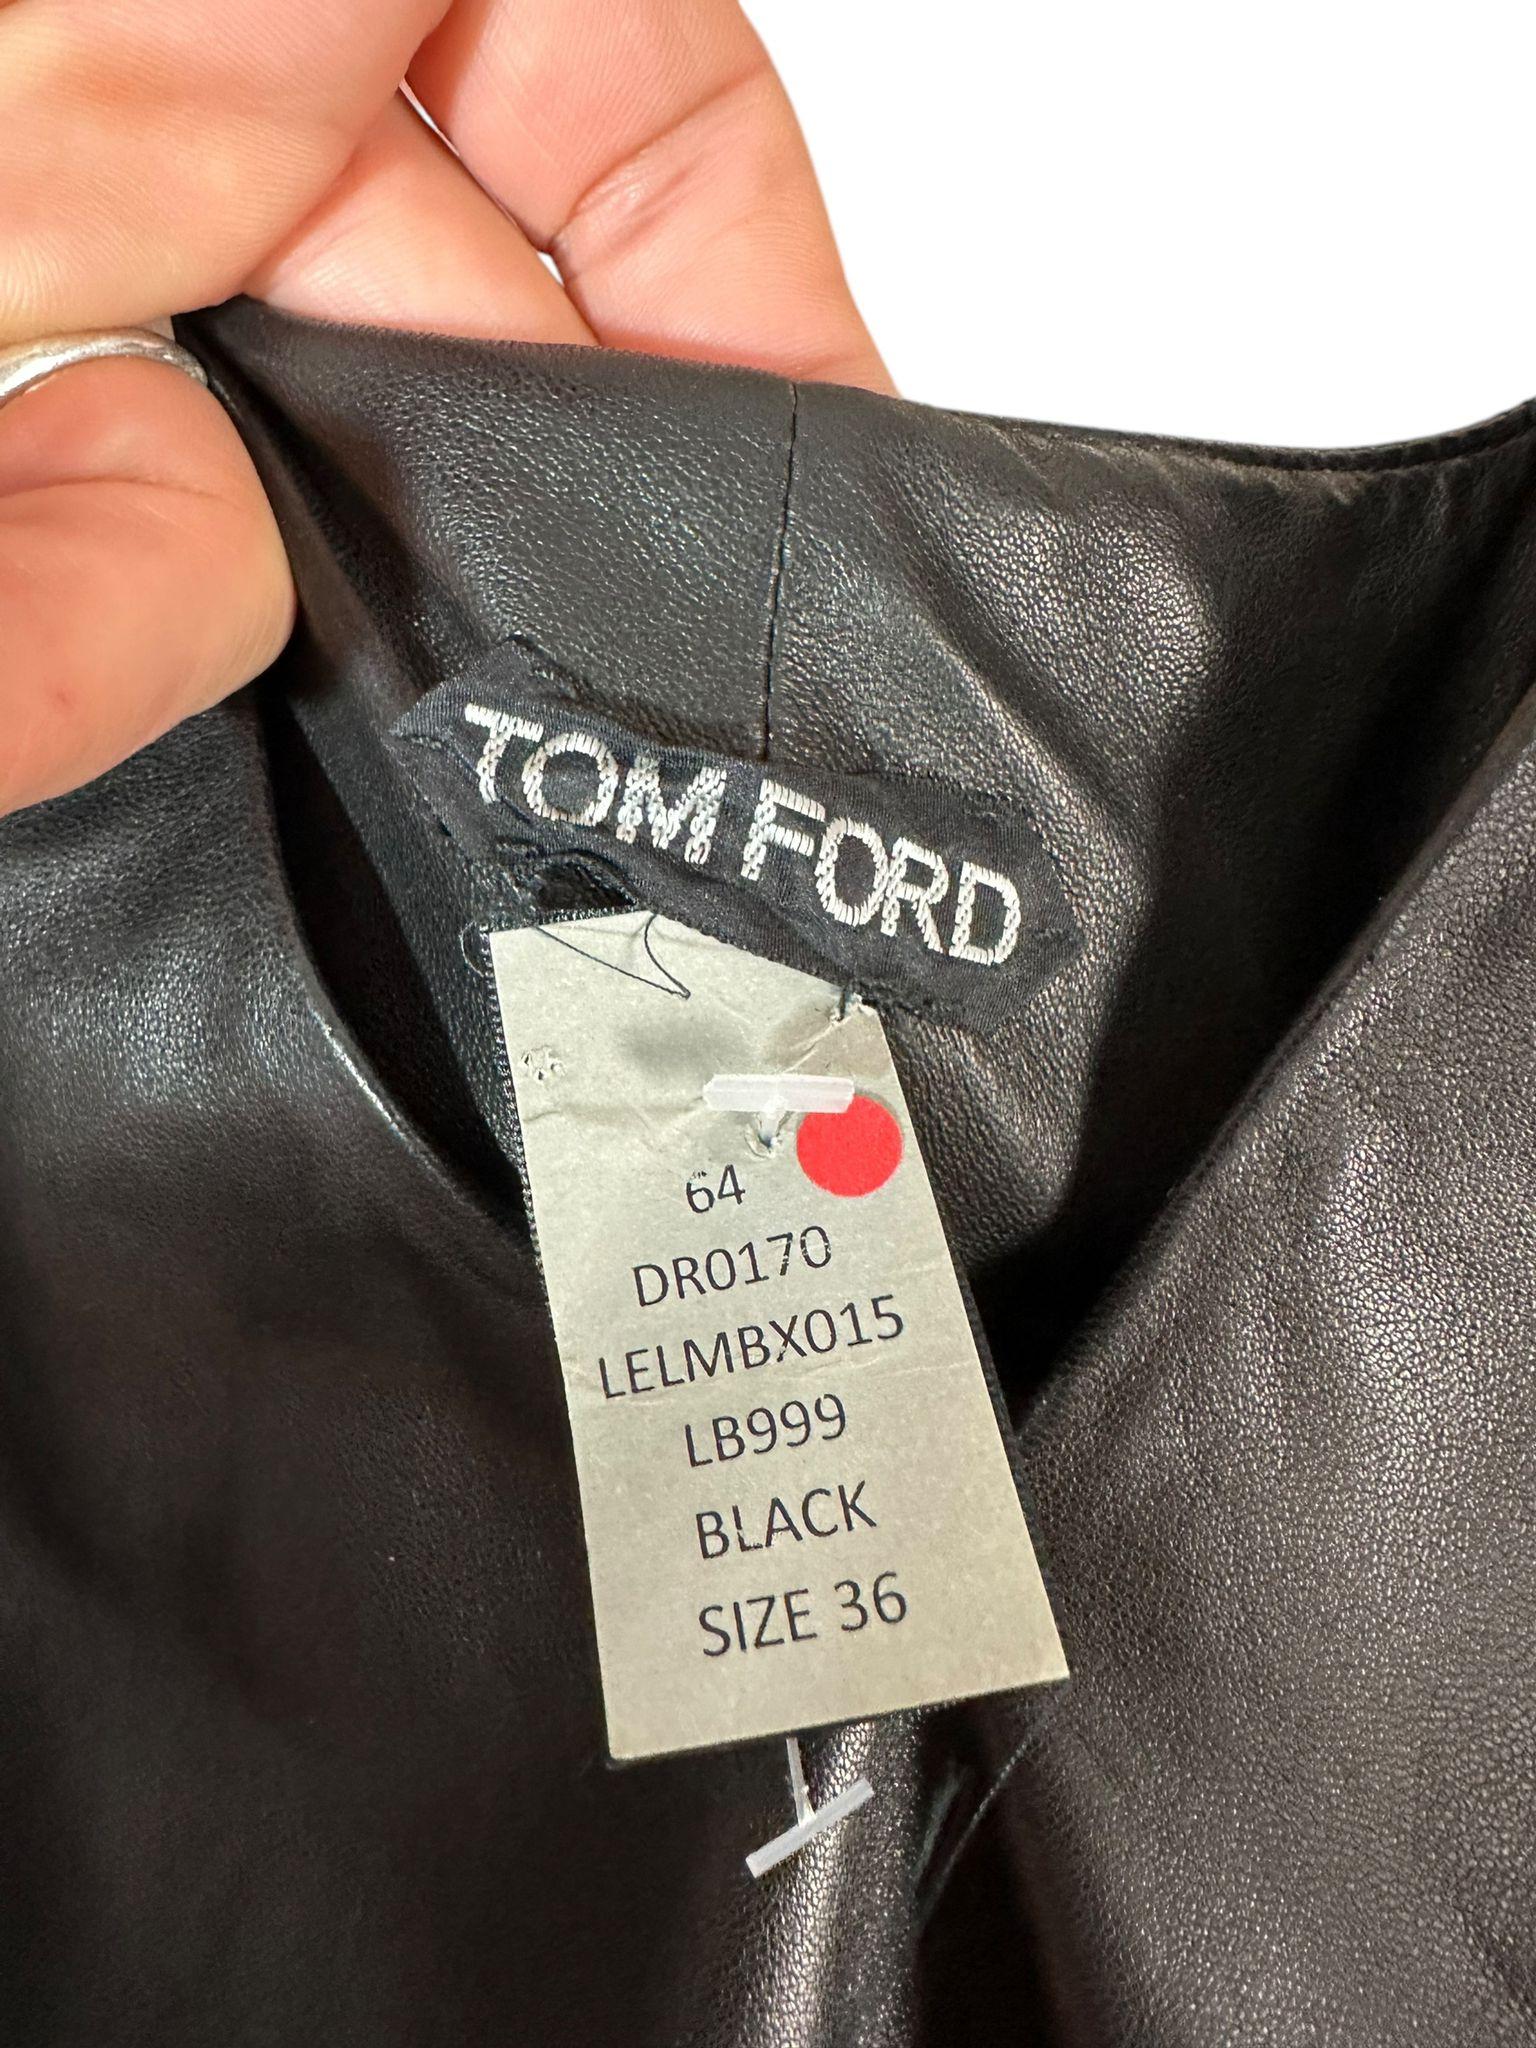 TOM FORD
64
DR0170
LELMBX015
LB999
BLACK
SIZE 36